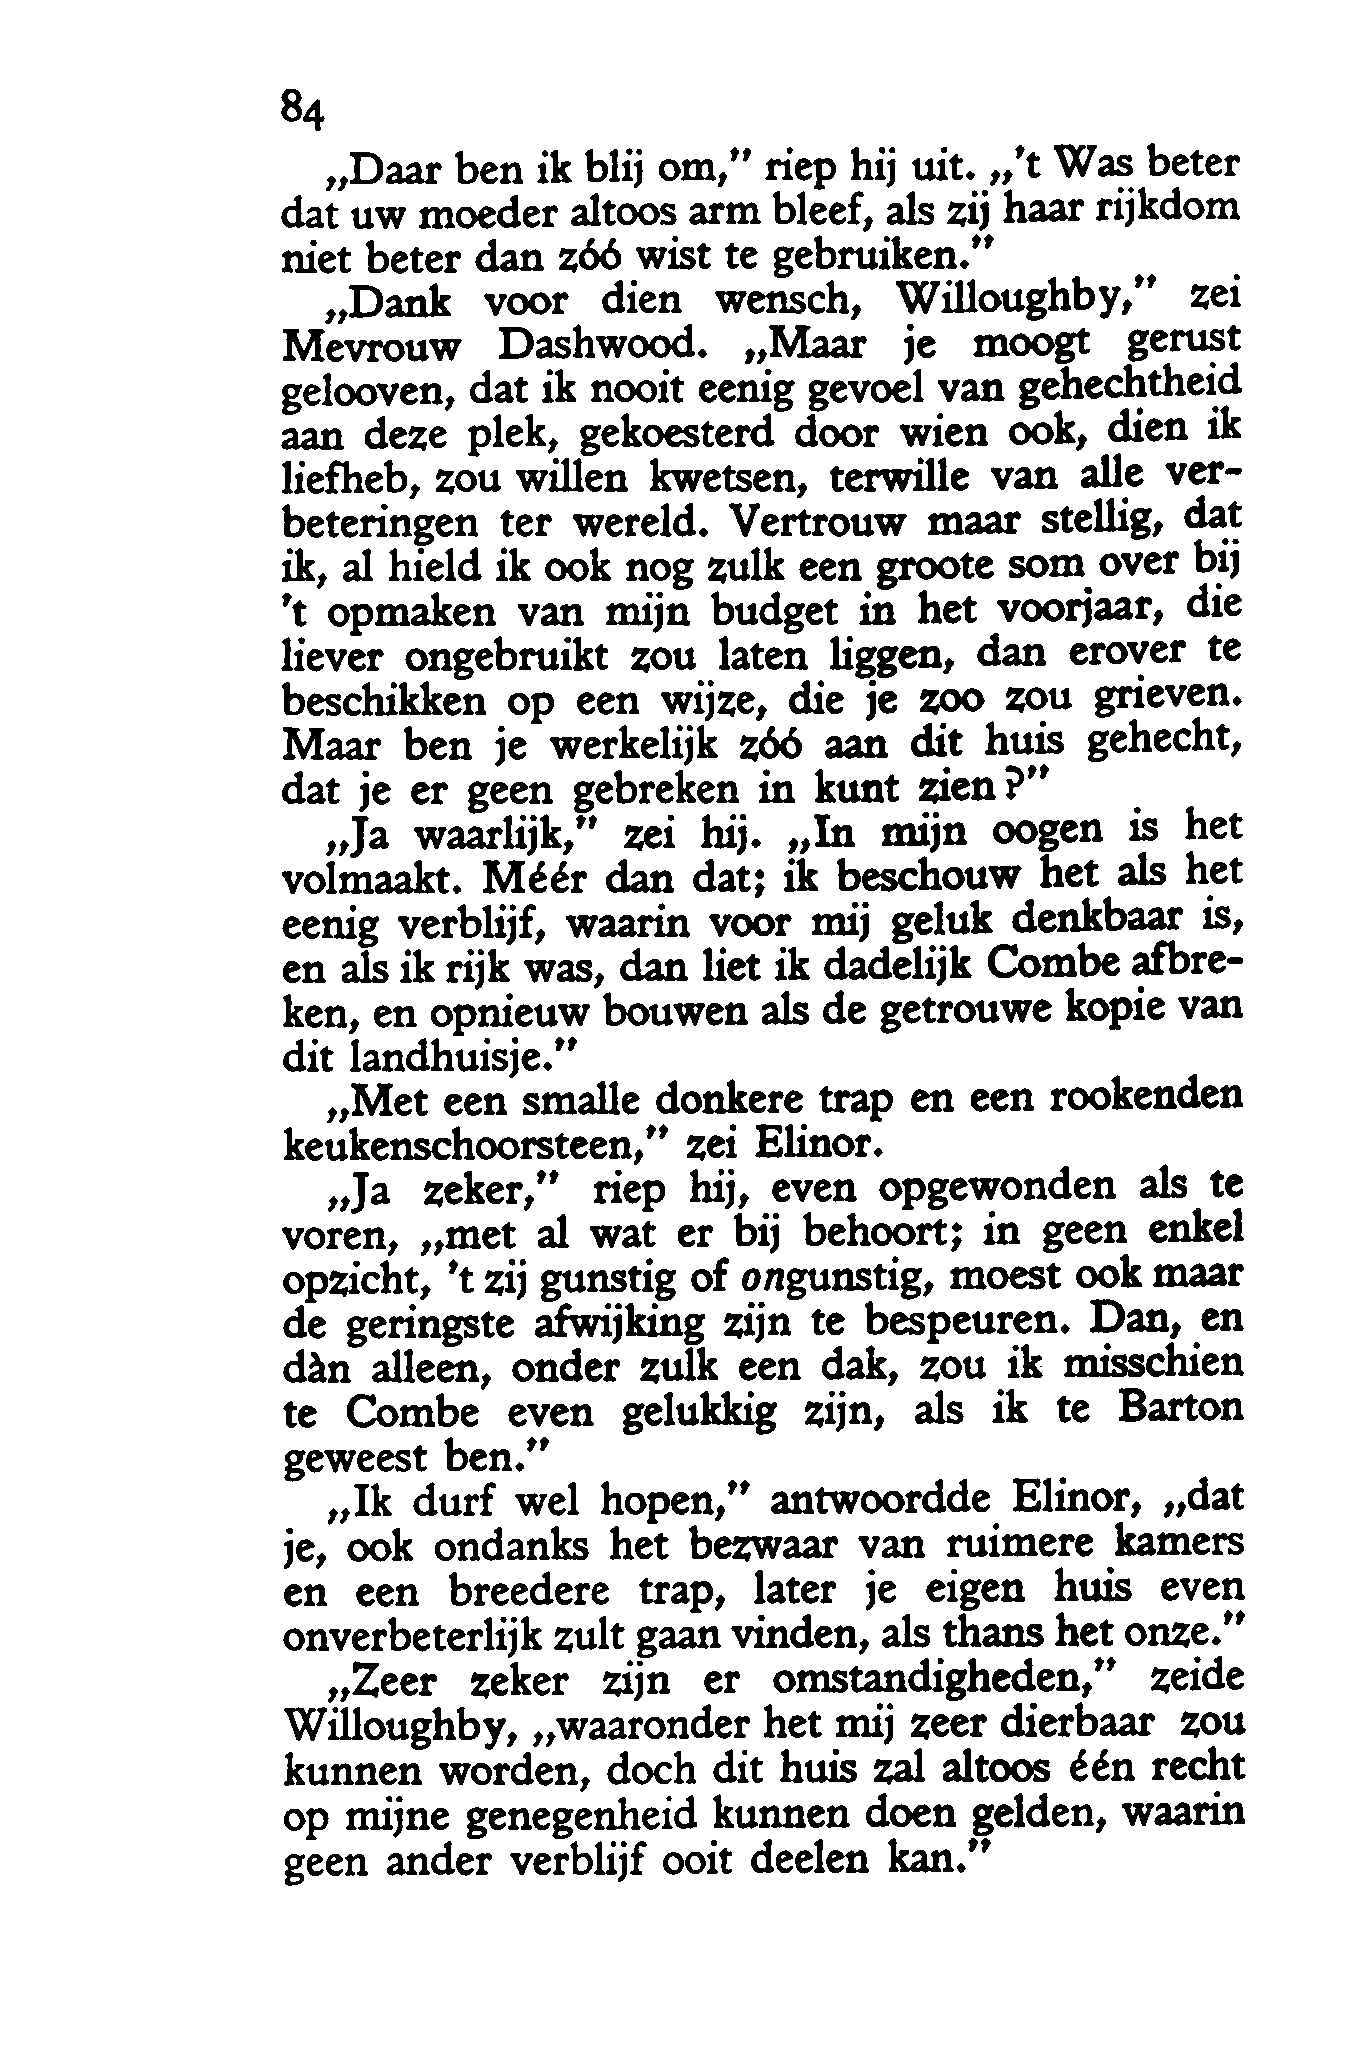 84
„Daar ben ik blij om,” riep hij uit. „'t Was beter
dat uw moeder altoos arm bleef, als zij haar rijkdom
niet beter dan zóó wist te gebruiken.”
„Dank voor dien wensch, Willoughby,” zei
Mevrouw Dashwood. „Maar je moogt gerust
gelooven, dat ik nooit eenig gevoel van gehechtheid
aan deze plek, gekoesterd door wien ook, dien ik
liefheb, zou willen kwetsen, terwille van alle ver-
beteringen ter wereld. Vertrouw maar stellig, dat
ik, al hield ik ook nog zulk een groote som over bij
't opmaken van mijn budget in het voorjaar, die
liever ongebruikt zou laten liggen, dan erover te
beschikken op een wijze, die je zoo zou grieven.
Maar ben je werkelijk zóó aan dit huis gehecht,
dat je er geen gebreken in kunt zien?”
„Ja waarlijk,” zei hij. „In mijn oogen is het
volmaakt. Méér dan dat; ik beschouw het als het
eenig verblijf, waarin voor mij geluk denkbaar is,
en als ik rijk was, dan liet ik dadelijk Combe afbre-
ken, en opnieuw bouwen als de getrouwe kopie van
dit landhuisje.”
„Met een smalle donkere trap en een rookenden
keukenschoorsteen,” zei Elinor.
„Ja zeker,” riep hij, even opgewonden als te
voren, „met al wat er bij behoort; in geen enkel
opzicht, 't zij gunstig of ongunstig, moest ook maar
de geringste afwijking zijn te bespeuren. Dan, en
dàn alleen, onder zulk een dak, zou ik misschien
te Combe even gelukkig zijn, als ik te Barton
geweest ben.”
„Ik durf wel hopen,” antwoordde Elinor, „dat
je, ook ondanks het bezwaar van ruimere kamers
en een breedere trap, later je eigen huis even
onverbeterlijk zult gaan vinden, als thans het onze.”
„Zeer zeker zijn er omstandigheden,” zeide
Willoughby, „waaronder het mij zeer dierbaar zou
kunnen worden, doch dit huis zal altoos één recht
op mijne genegenheid kunnen doen gelden, waarin
geen ander verblijf ooit deelen kan.”